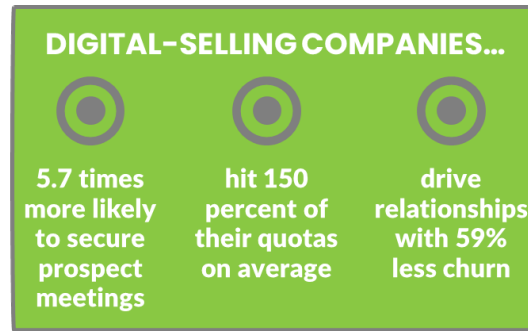 DIGITAL-SELLING COMPANIES…
5.7 times
more likely
to secure
prospect
meetings
hit 150
percent of
their quotas
on average
drive
relationships
with 59%
less churn